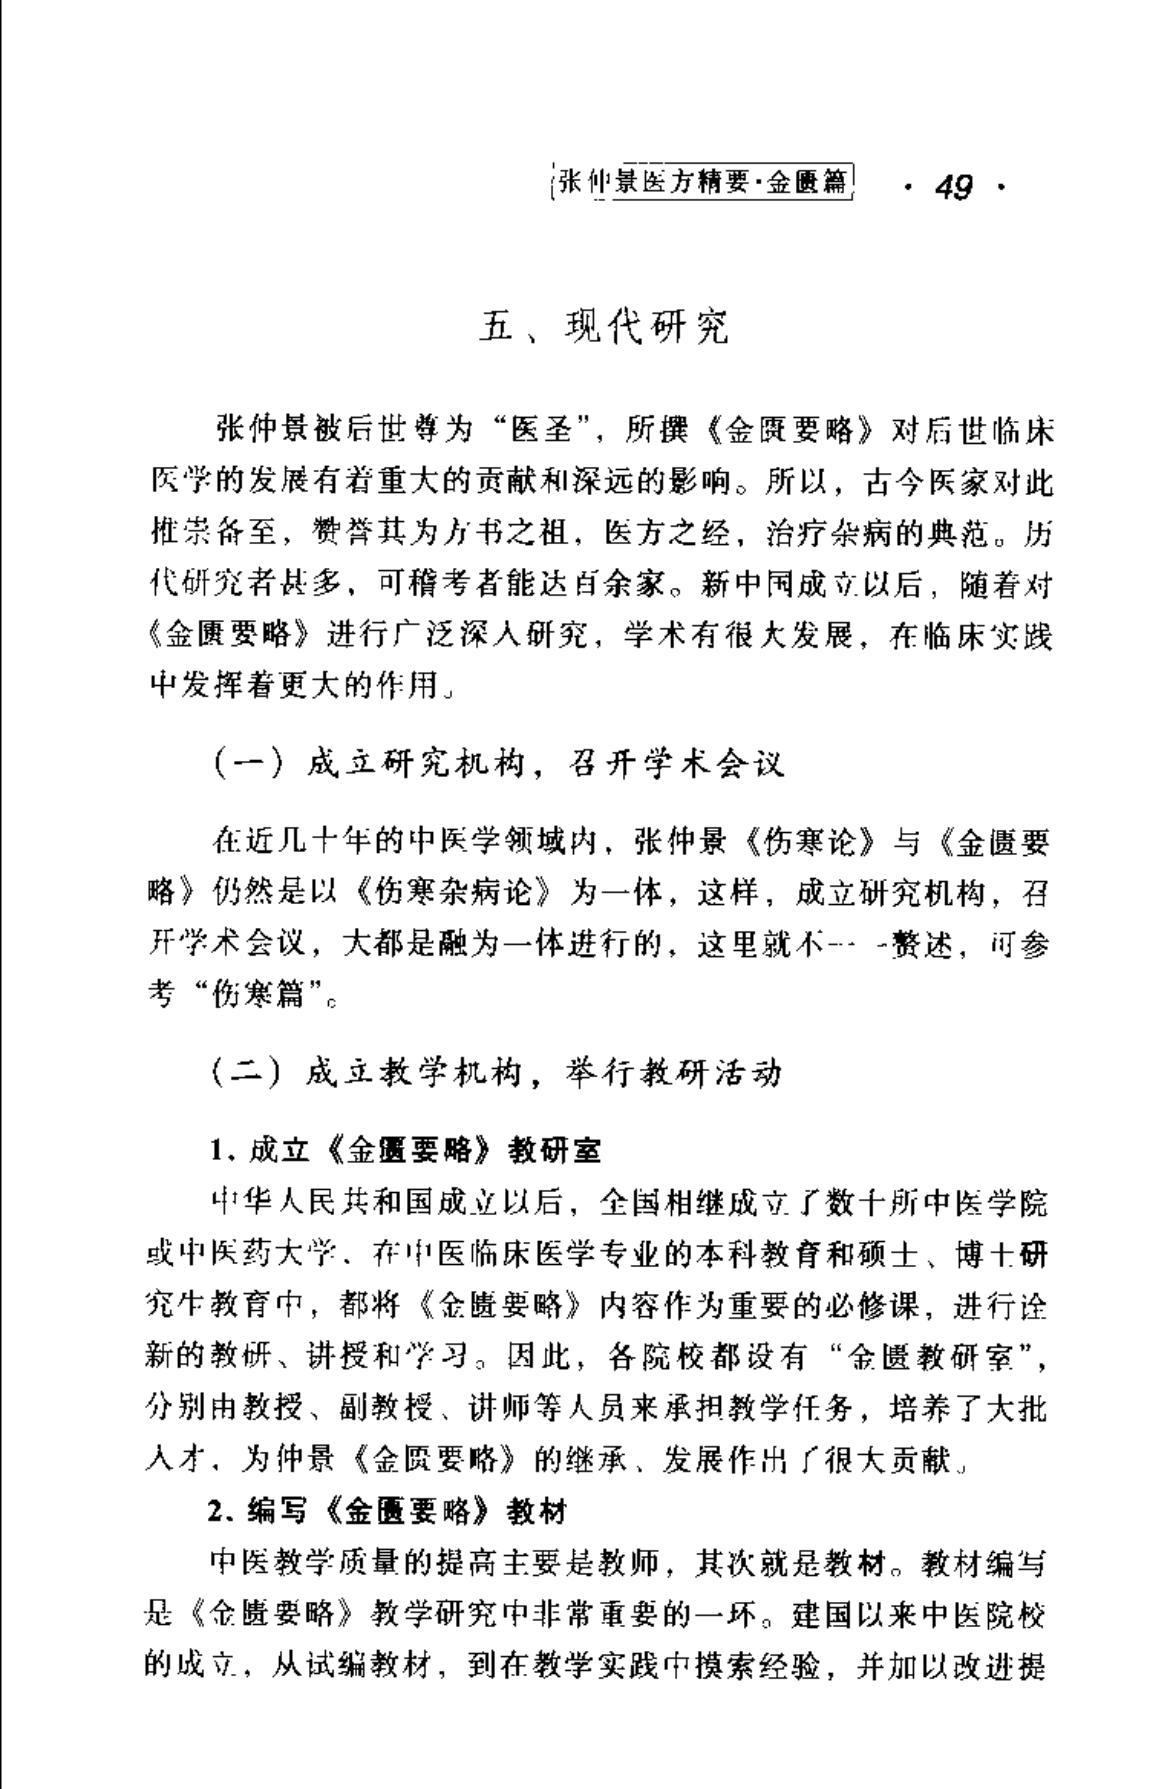 张仲景医方精要·金匮篇 · 49 ·
五、现代研究
张仲景被后世尊为“医圣”，所撰《金匮要略》对后世临床
医学的发展有着重大的贡献和深远的影响。所以，古今医家对此
推崇备至，赞誉其为方书之祖，医方之经，治疗杂病的典范。历
代研究者甚多，可稽考者能达百余家。新中国成立以后，随着对
《金匮要略》进行广泛深入研究，学术有很大发展，在临床实践
中发挥着更大的作用。
（一）成立研究机构，召开学术会议
在近几十年的中医学领域内，张仲景《伤寒论》与《金匮要
略》仍然是以《伤寒杂病论》为一体，这样，成立研究机构，召
开学术会议，大都是融为一体进行的，这里就不一一赘述，可参
考“伤寒篇”。
（二）成立教学机构，举行教研活动
1. 成立《金匮要略》教研室
中华人民共和国成立以后，全国相继成立了数十所中医学院
或中医药大学，在中医临床医学专业的本科教育和硕士、博士研
究生教育中，都将《金匮要略》内容作为重要的必修课，进行诠
新的教研、讲授和学习。因此，各院校都设有“金匮教研室”，
分别由教授、副教授、讲师等人员来承担教学任务，培养了大批
人才，为仲景《金匮要略》的继承、发展作出了很大贡献。
2. 编写《金匮要略》教材
中医教学质量的提高主要是教师，其次就是教材。教材编写
是《金匮要略》教学研究中非常重要的一环。建国以来中医院校
的成立，从试编教材，到在教学实践中摸索经验，并加以改进提